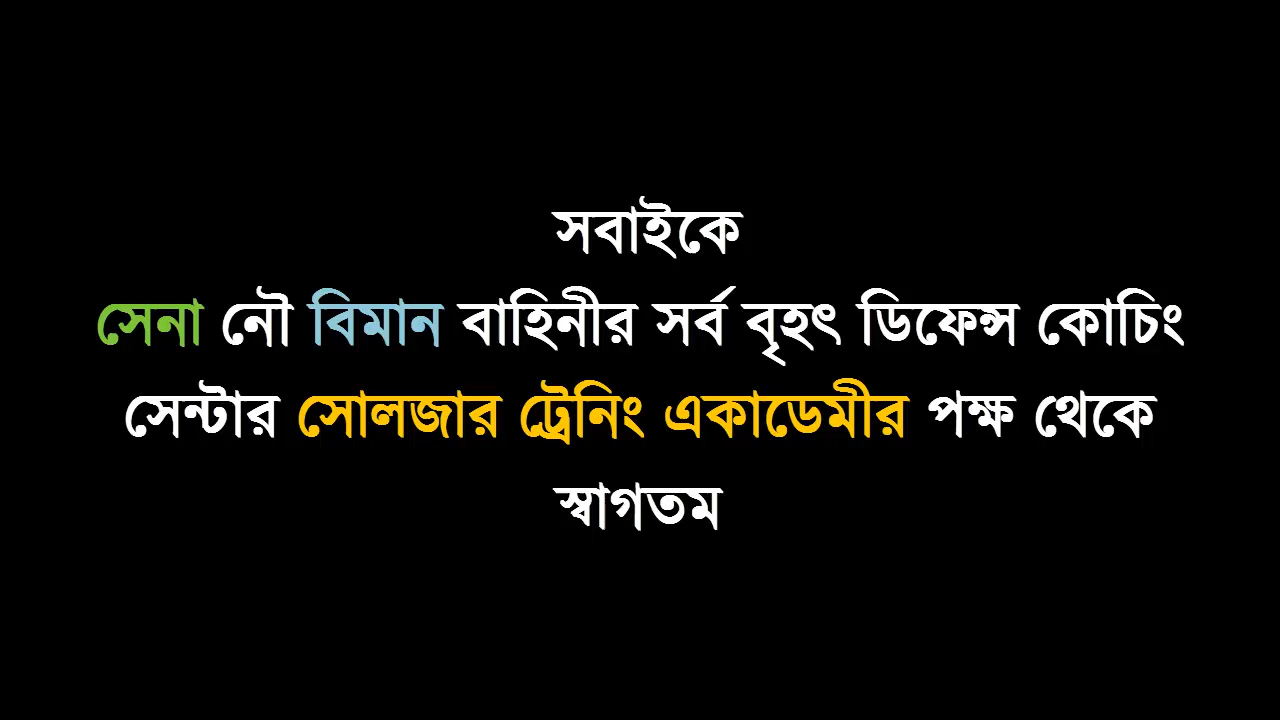 সবাইকে
সেনা নৌ বিমান বাহিনীর সর্ব বৃহৎ ডিফেন্স কোচিং
সেন্টার সোলজার ট্রেনিং একাডেমীর পক্ষ থেকে
স্বাগতম